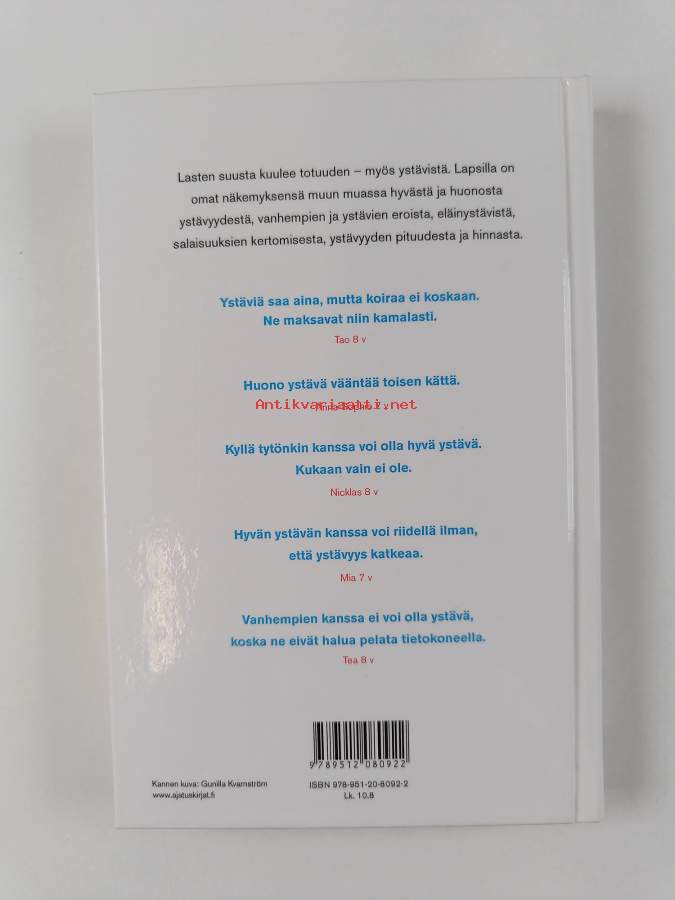 Lasten suusta kuulee totuuden – myös ystävistä. Lapsilla on
omat näkemyksensä muun muassa hyvästä ja huonosta
ystävyydestä, vanhempien ja ystävien eroista, eläinystävistä,
salaisuuksien kertomisesta, ystävyyden pituudesta ja hinnasta.
Ystäviä saa aina, mutta koiraa ei koskaan.
Ne maksavat niin kamalasti.
Tao 8 v
Huono ystävä vääntää toisen kättä.
Antikvariaatti.net
Kyllä tytönkin kanssa voi olla hyvä ystävä.
Kukaan vain ei ole.
Nicklas 8 v
Hyvän ystävän kanssa voi riidellä ilman,
että ystävyys katkeaa.
Mia 7 v
Vanhempien kanssa ei voi olla ystävä,
koska ne eivät halua pelata tietokoneella.
Tea 8 v
9 789512 080922
Kannen kuva: Gunilla Kvarnström
www.ajatuskirjat.fi
ISBN 978-951-20-8092-2
Lk. 10.8